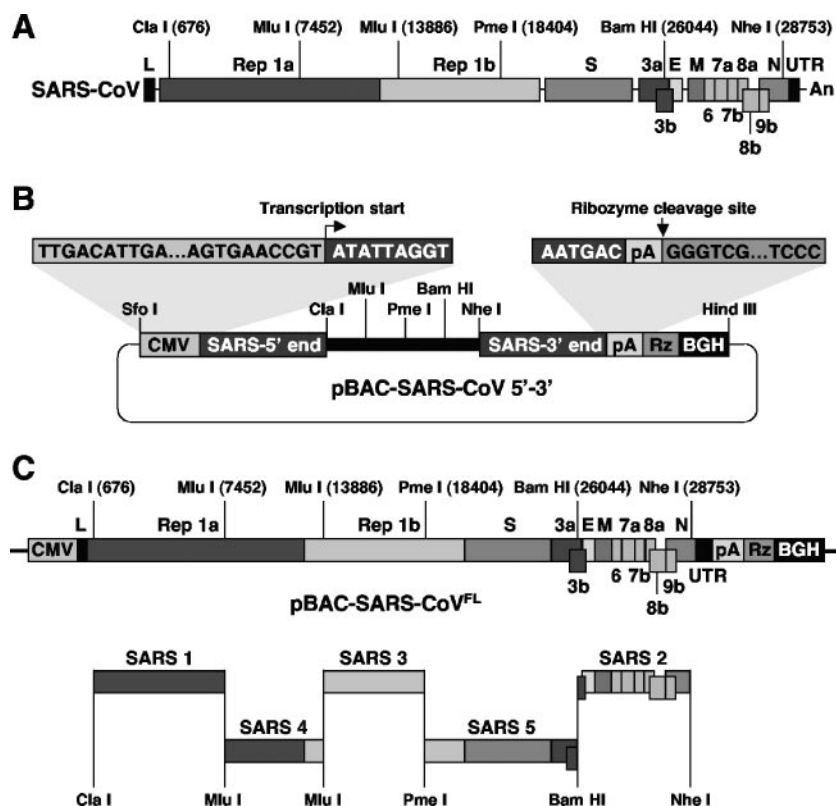 A
Cla I (676) Mlu I (7452) Mlu I (13886) Pme I (18404) Bam HI (26044) Nhe I (28753)
L Rep 1a Rep 1b S 3a E M 7a 8a N UTR
SARS-CoV An
3b 6 7b 9b
8b
B
Transcription start Ribozyme cleavage site
TTGACATTGA...AGTGAACCGT ATATTAGGT AATGAC pA GGGTCG...TCCC
Mlu I Bam HI
Sfo I Cla I Pme I Nhe I Hind III
CMV SARS-5' end SARS-3' end pA Rz BGH
pBAC-SARS-CoV 5'-3'
C
Cla I (676) Mlu I (7452) Mlu I (13886) Pme I (18404) Bam HI (26044) Nhe I (28753)
L Rep 1a Rep 1b S 3a E M 7a 8a N
CMV pA Rz BGH
3b 6 7b 9b UTR
8b
pBAC-SARS-CoVFL
SARS 1 SARS 3 SARS 2
SARS 4 SARS 5
Cla I Mlu I Mlu I Pme I Bam HI Nhe I